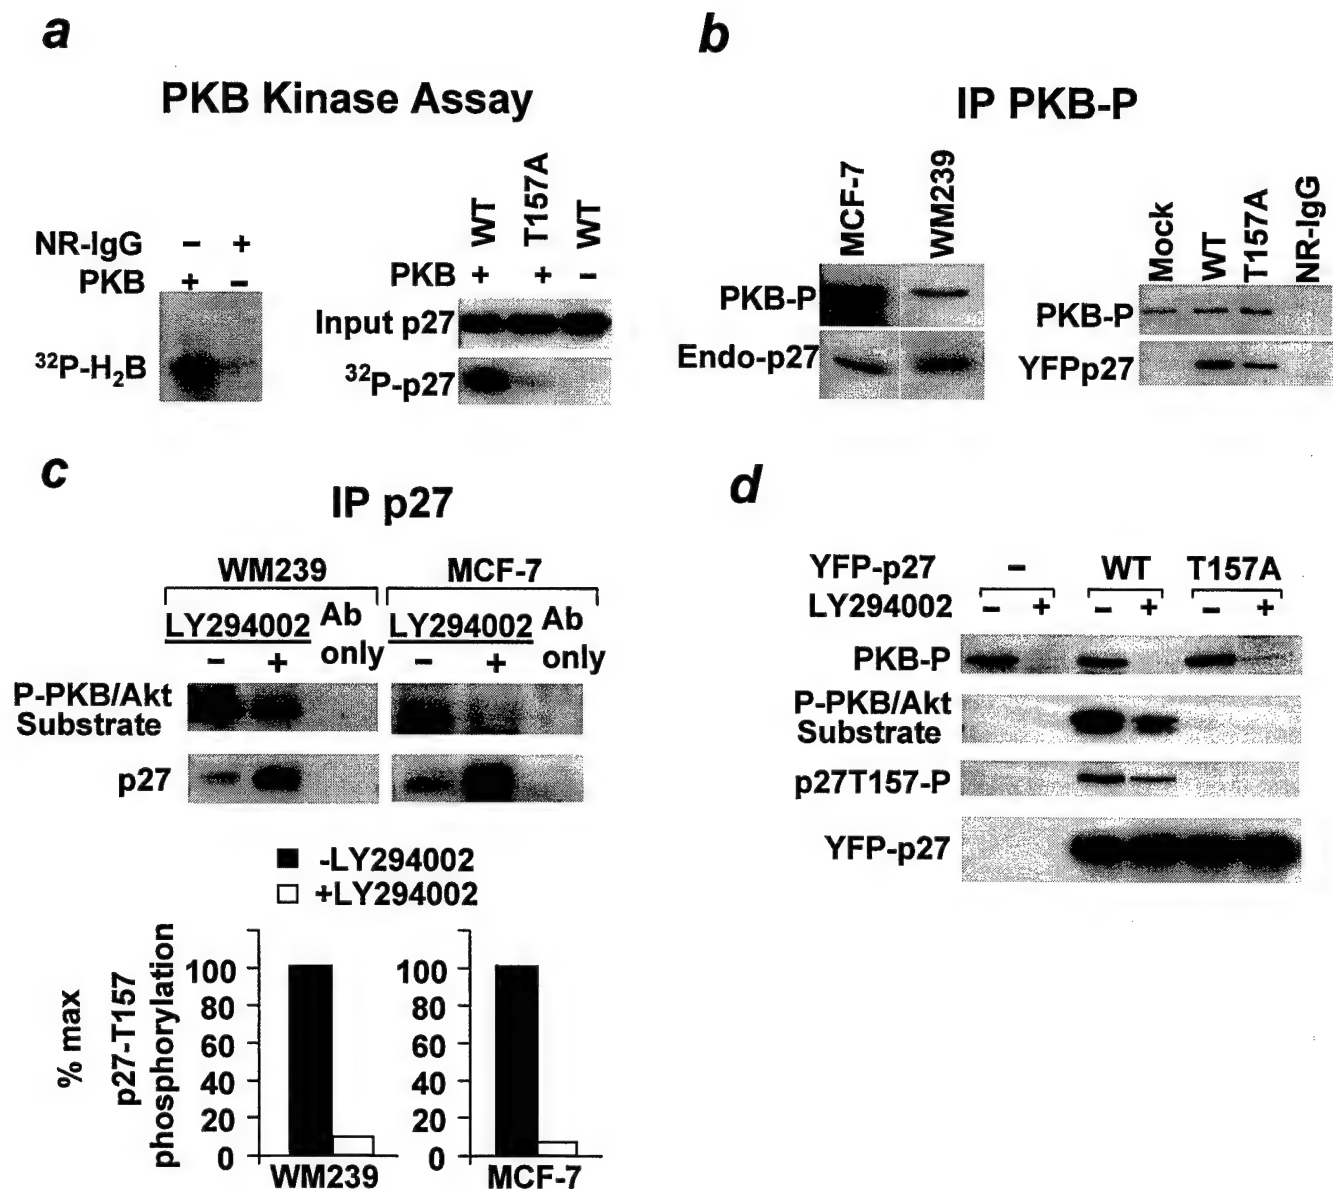 a
PKB Kinase Assay
NR-IgG − +
PKB + −
³²P-H₂B
WT T157A WT
PKB + + −
Input p27
³²P-p27
b
IP PKB-P
MCF-7 WM239
PKB-P
Endo-p27
Mock WT T157A NR-IgG
PKB-P
YFPp27
c
IP p27
WM239 MCF-7
LY294002 Ab only LY294002 Ab only
− + − +
P-PKB/Akt
Substrate
p27
-LY294002
+LY294002
% max
p27-T157
phosphorylation
100 100
80 80
60 60
40 40
20 20
0 0
WM239 MCF-7
d
YFP-p27 − WT T157A
LY294002 − + − + − +
PKB-P
P-PKB/Akt
Substrate
p27T157-P
YFP-p27